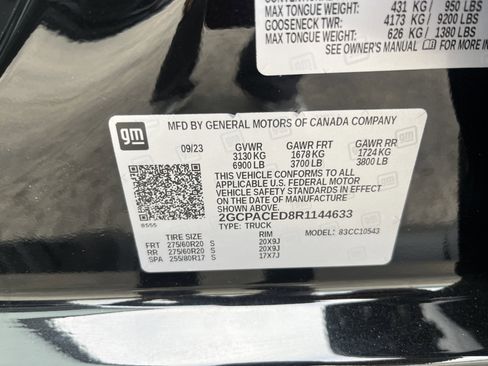 MAX TONGUE WEIGHT: 431 KG / 950 LBS
GOOSENECK TWR: 4173 KG / 9200 LBS
MAX TONGUE WEIGHT: 626 KG / 1380 LBS
SEE OWNER'S MANUAL gm FOR MORE IN
gm
MFD BY GENERAL MOTORS OF CANADA COMPANY
09/23 GVWR GAWR FRT GAWR RR
3130 KG 1678 KG 1724 KG
6900 LBS 3700 LBS 3800 LBS
THIS VEHICLE CONFORMS TO ALL APPLICABLE
U.S. FEDERAL MOTOR VEHICLE
SAFETY STANDARDS IN EFFECT ON THE DATE OF
MANUFACTURE SHOWN ABOVE.
2GCPACED8R1144633
TYPE: TRUCK MODEL: 83CC10543
TIRE SIZE RIM
FRT 275/60R20 S 20X9J
RR 275/60R20 S 20X9J
SPA 255/80R17 S 17X7J